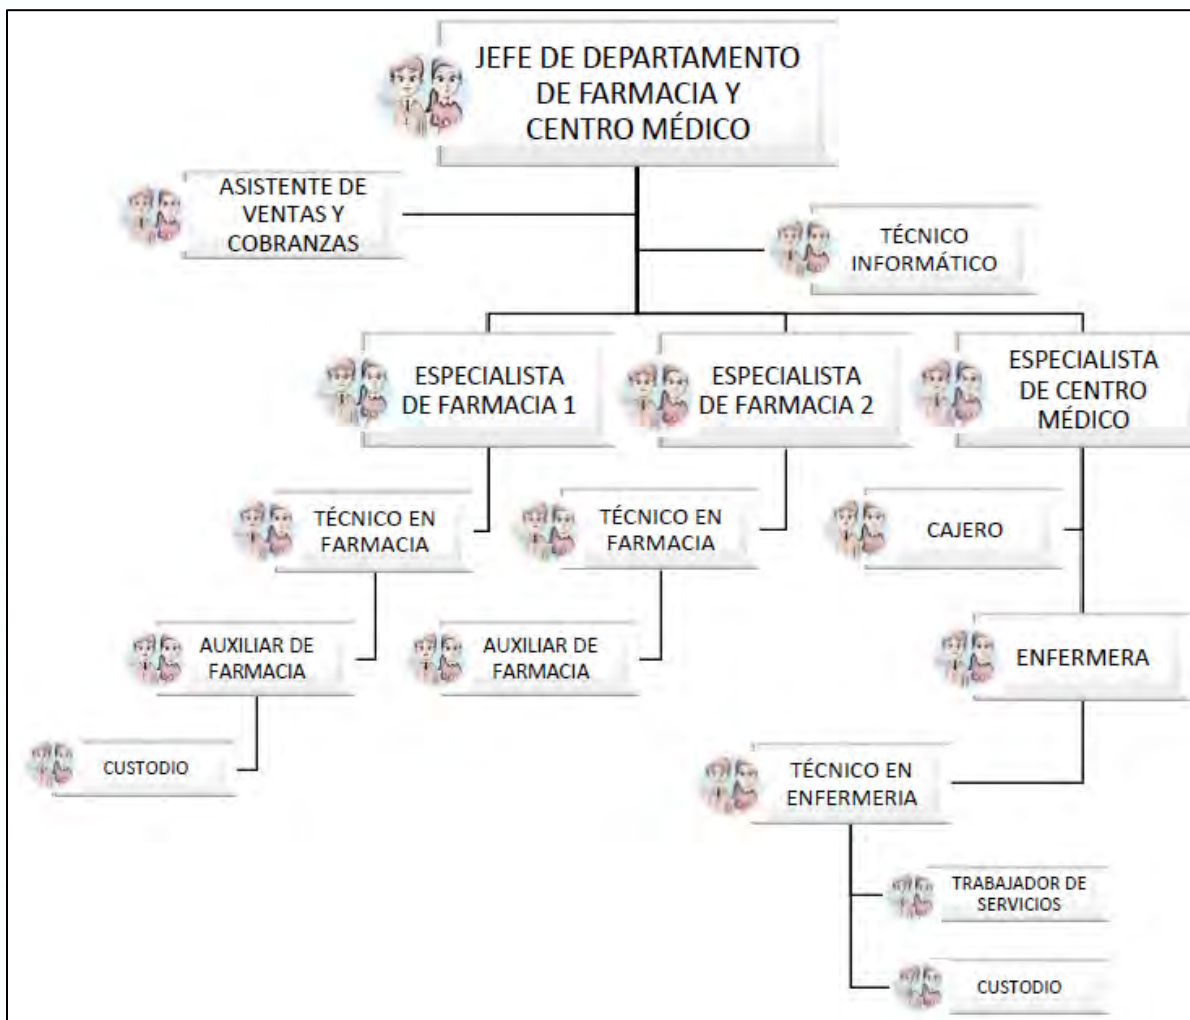 JEFE DE DEPARTAMENTO
DE FARMACIA Y
CENTRO MÉDICO
ASISTENTE DE
VENTAS Y
COBRANZAS
TÉCNICO
INFORMÁTICO
ESPECIALISTA
DE FARMACIA 1
ESPECIALISTA
DE FARMACIA 2
ESPECIALISTA
DE CENTRO
MÉDICO
TÉCNICO EN
FARMACIA
TÉCNICO EN
FARMACIA
CAJERO
AUXILIAR DE
FARMACIA
AUXILIAR DE
FARMACIA
ENFERMERA
CUSTODIO
TÉCNICO EN
ENFERMERIA
TRABAJADOR DE
SERVICIOS
CUSTODIO